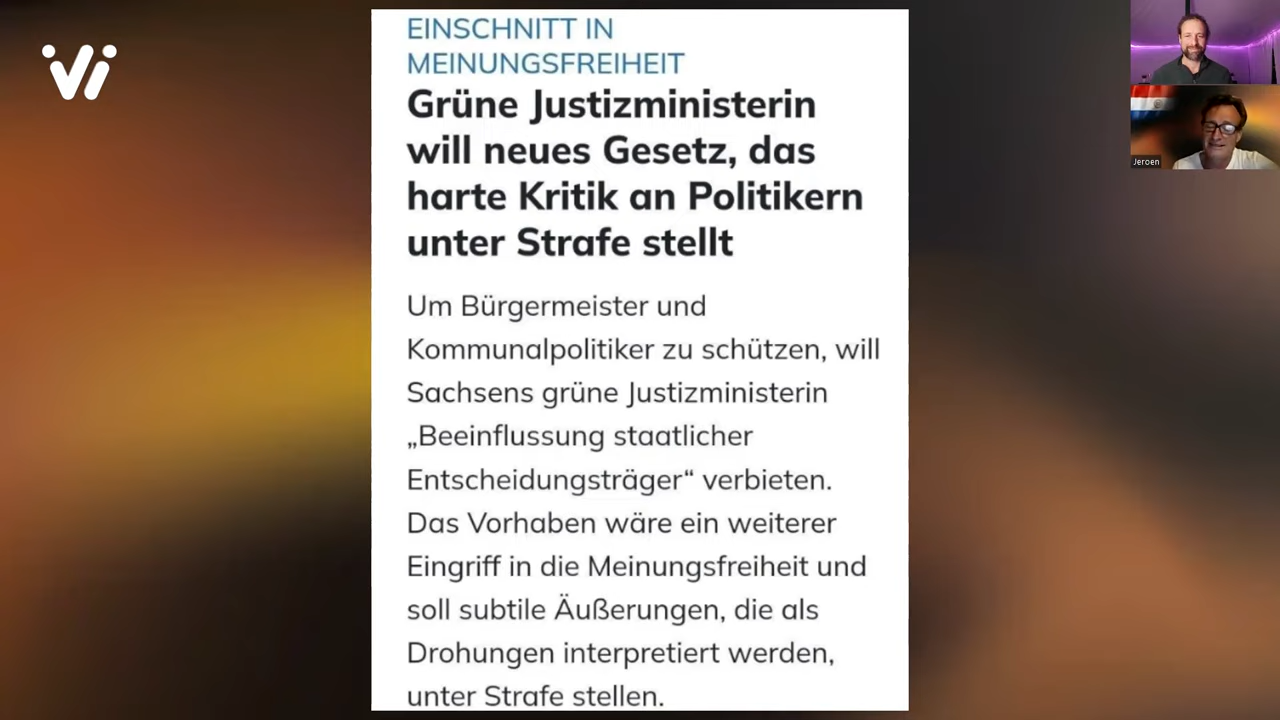 EINSCHNITT IN
MEINUNGSFREIHEIT
Grüne Justizministerin
will neues Gesetz, das
harte Kritik an Politikern
unter Strafe stellt
Um Bürgermeister und
Kommunalpolitiker zu schützen, will
Sachsens grüne Justizministerin
„Beeinflussung staatlicher
Entscheidungsträger“ verbieten.
Das Vorhaben wäre ein weiterer
Eingriff in die Meinungsfreiheit und
soll subtile Äußerungen, die als
Drohungen interpretiert werden,
unter Strafe stellen.
Jeroen